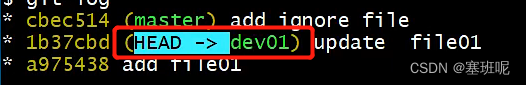 $ git log
* cbec514 (master) add ignore file
* 1b37cbd (HEAD -> dev01) update  file01
* a975438 add file01
CSDN @塞班呢